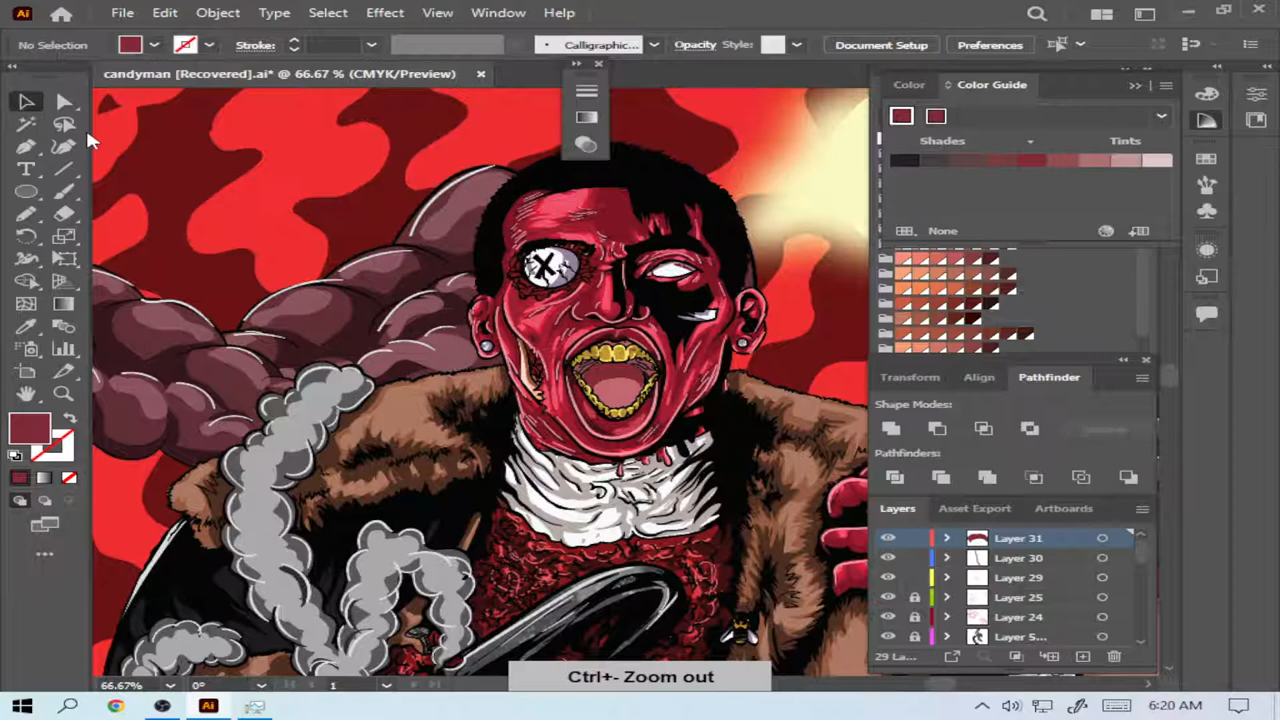 Ai File Edit Object Type Select Effect View Window Help
No Selection Stroke: Calligraphic... Opacity Style: Document Setup Preferences
candyman [Recovered].ai* @ 66.67 % (CMYK/Preview)
Color Color Guide
Shades Tints
None
Transform Align Pathfinder
Shape Modes:
Pathfinders:
Layers Asset Export Artboards
Layer 31
Layer 30
Layer 29
Layer 25
Layer 24
Layer 5...
29 La...
Ctrl+- Zoom out
66.67% 0° 1
Ai 6:20 AM